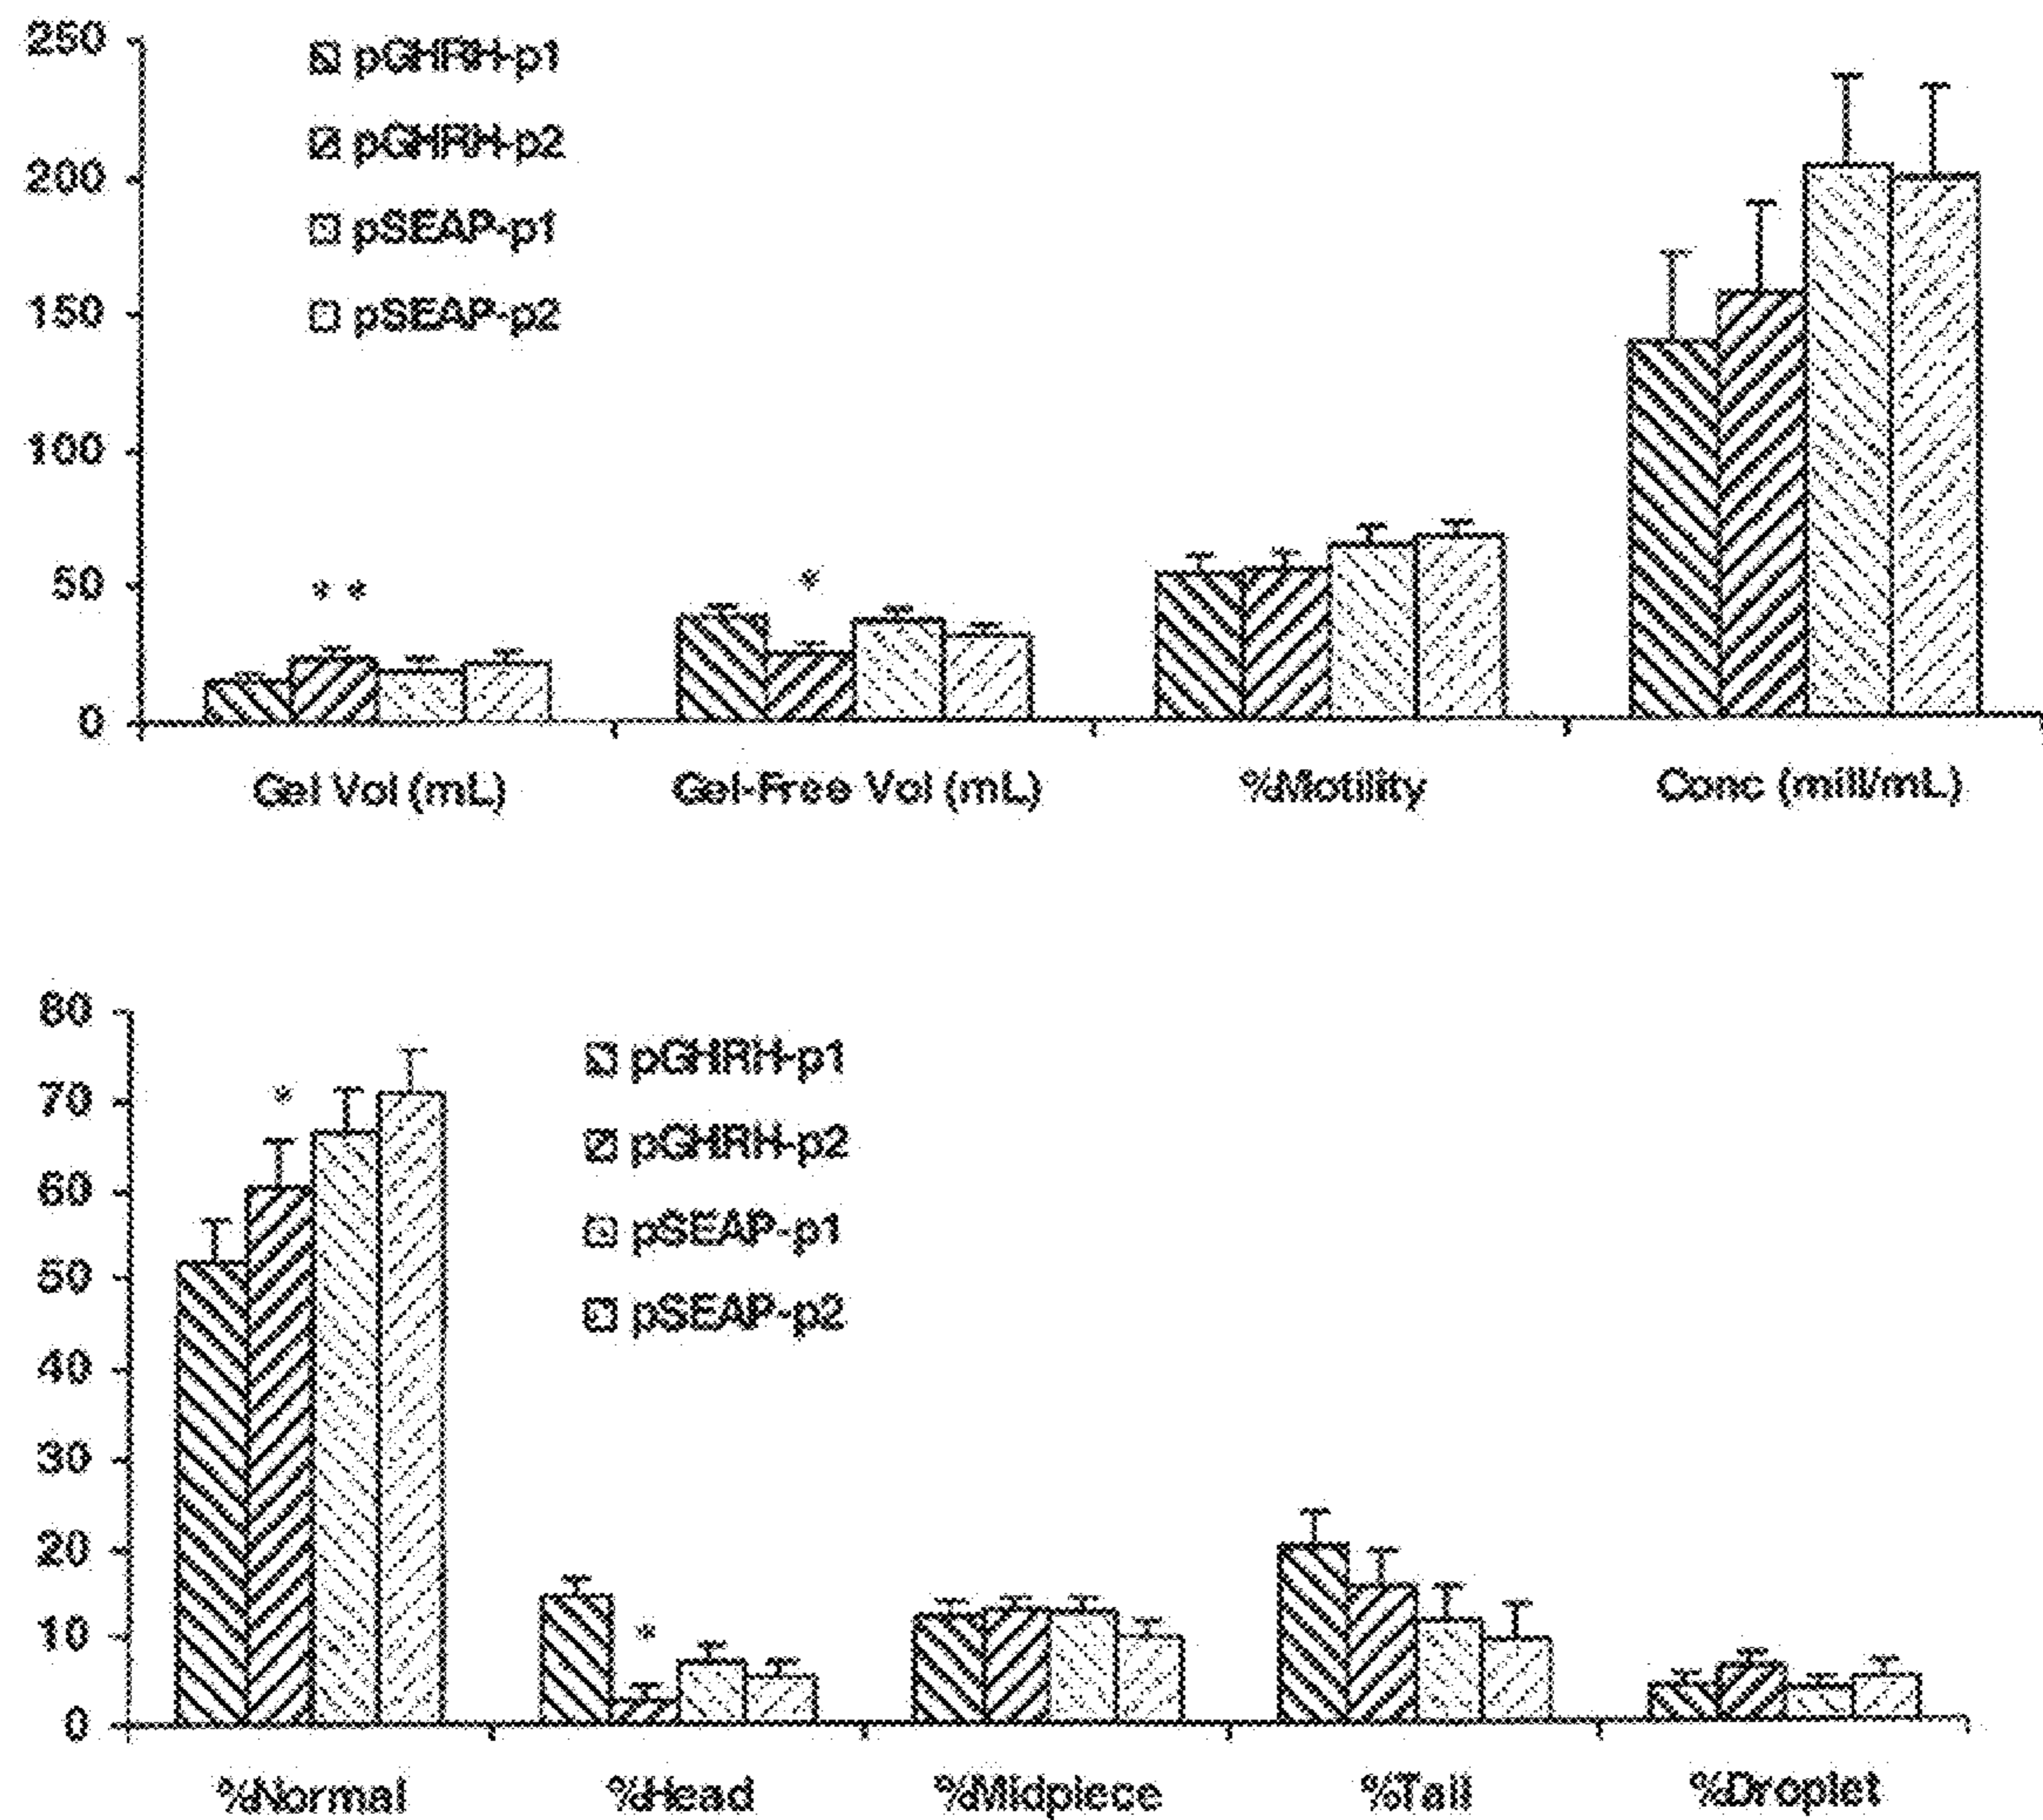 250
200
150
100
50
0
pGHRH-p1
pGHRH-p2
pSEAP-p1
pSEAP-p2
* *
*
Gel Vol (mL) Gel-Free Vol (mL) %Motility Conc (mill/mL)
80
70
60
50
40
30
20
10
0
pGHRH-p1
pGHRH-p2
pSEAP-p1
pSEAP-p2
*
*
%Normal %Head %Midpiece %Tail %Droplet